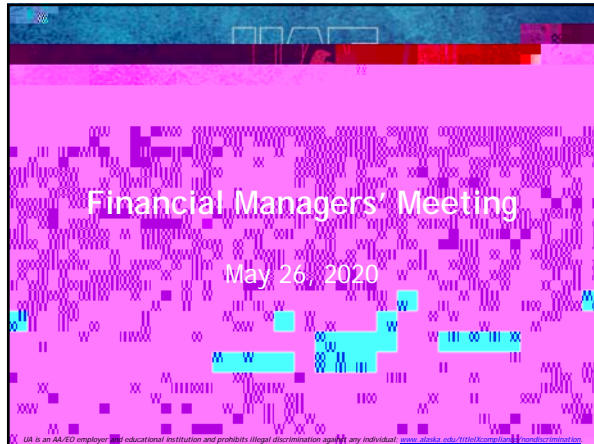 UAF
Financial Managers' Meeting
May 26, 2020
UA is an AA/EO employer and educational institution and prohibits illegal discrimination against any individual: www.alaska.edu/titleIXcompliance/nondiscrimination.